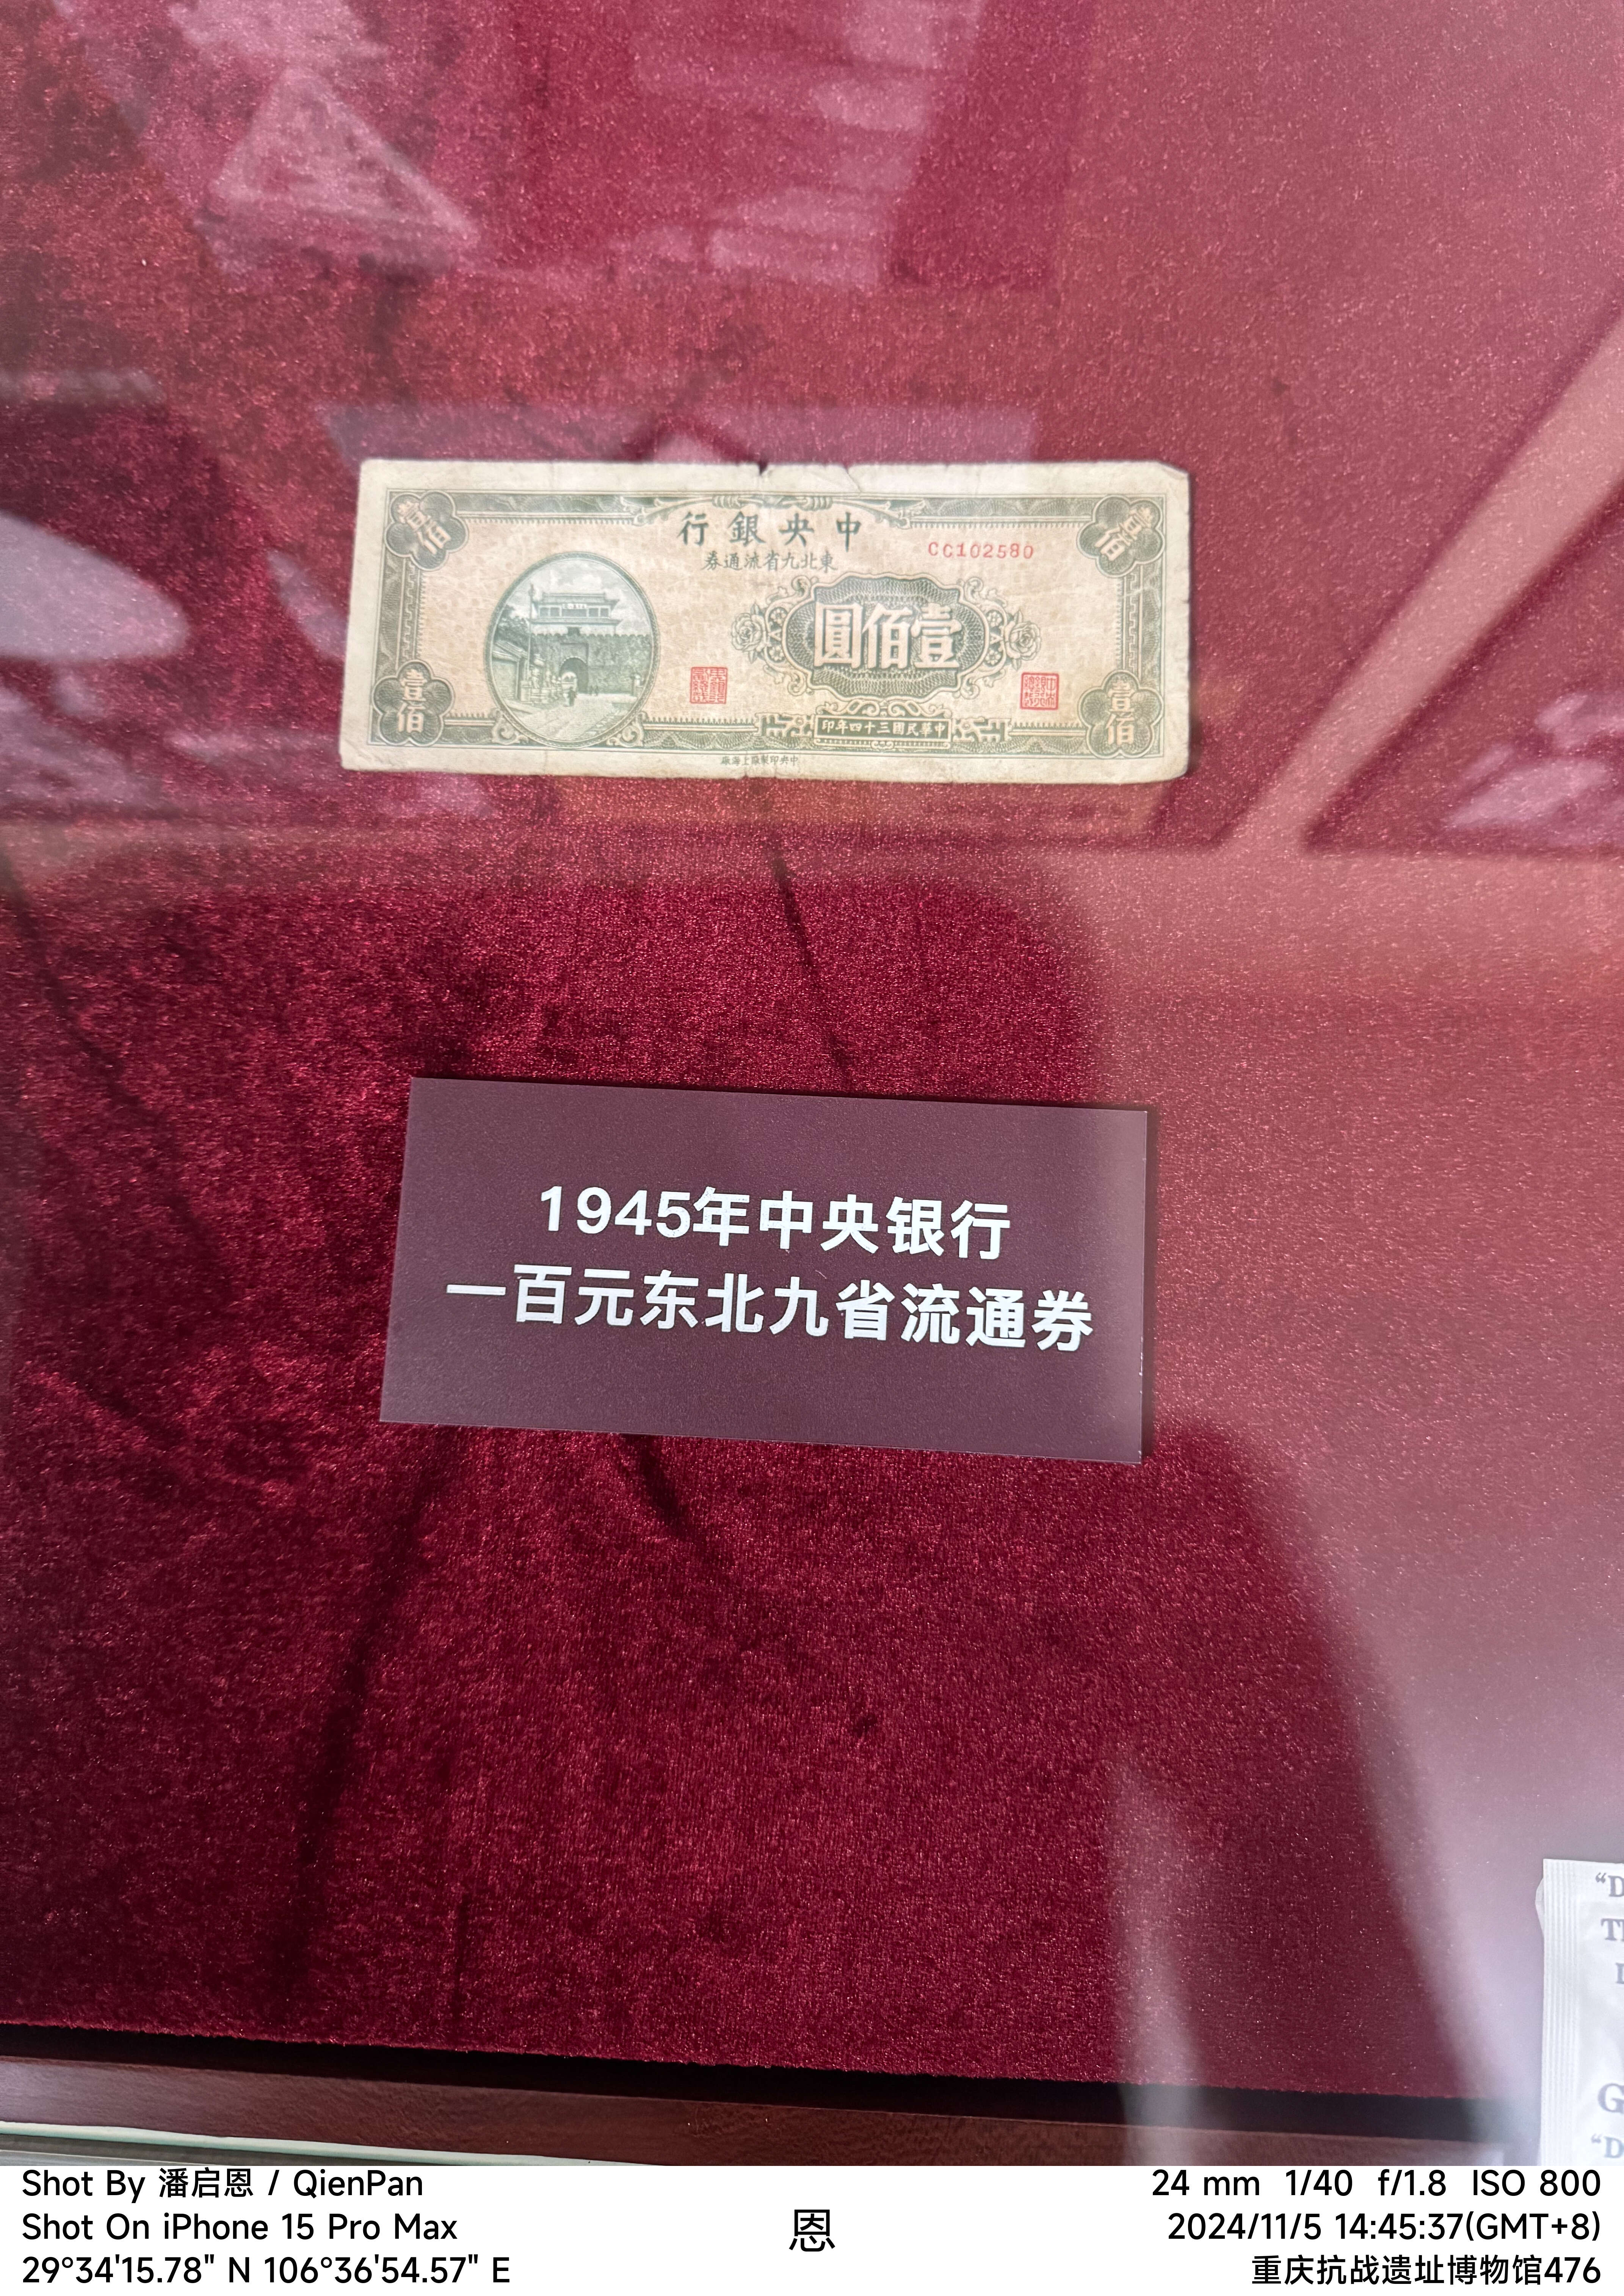 壹佰
壹佰
行銀央中
券通流省九北東
CC102580
圓佰壹
印年四十三國民華中
廠海上廠製印央中
壹佰
壹佰
1945年中央银行
一百元东北九省流通券
“D
G
“D
Shot By 潘启恩 / QienPan
Shot On iPhone 15 Pro Max
29°34'15.78" N 106°36'54.57" E
恩
24 mm 1/40 f/1.8 ISO 800
2024/11/5 14:45:37(GMT+8)
重庆抗战遗址博物馆476